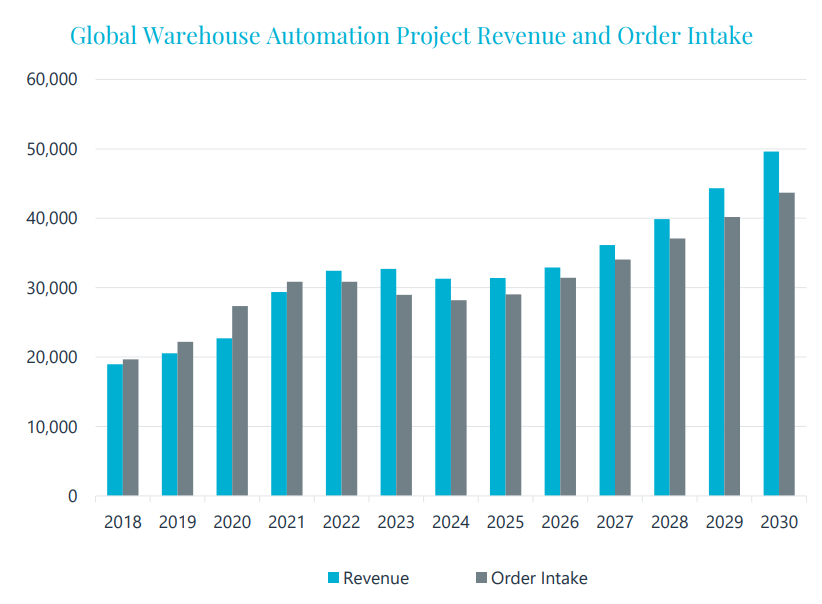 Global Warehouse Automation Project Revenue and Order Intake
60,000
50,000
40,000
30,000
20,000
10,000
0
2018 2019 2020 2021 2022 2023 2024 2025 2026 2027 2028 2029 2030
Revenue Order Intake